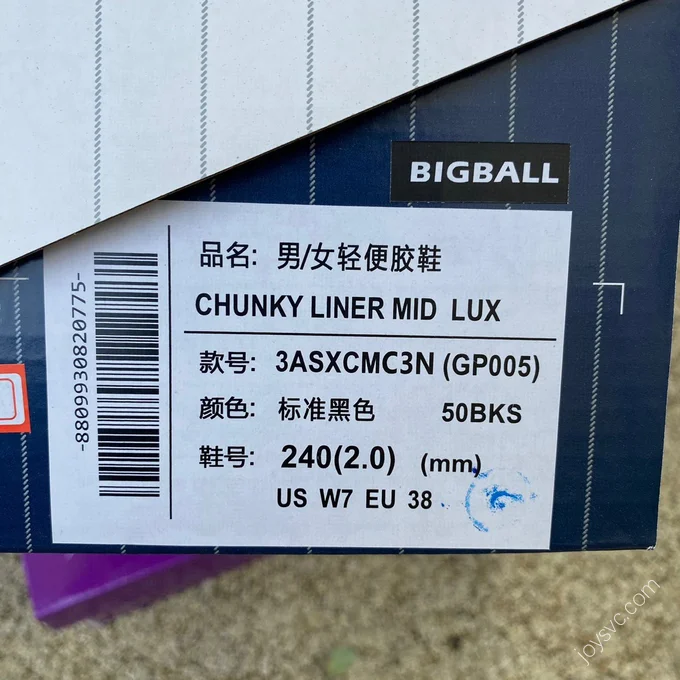 BIGBALL
品名: 男/女轻便胶鞋
CHUNKY LINER MID LUX
款号: 3ASXCMC3N (GP005)
颜色: 标准黑色 50BKS
鞋号: 240(2.0) (mm)
US W7 EU 38
-8809930820775-
joysvc.com